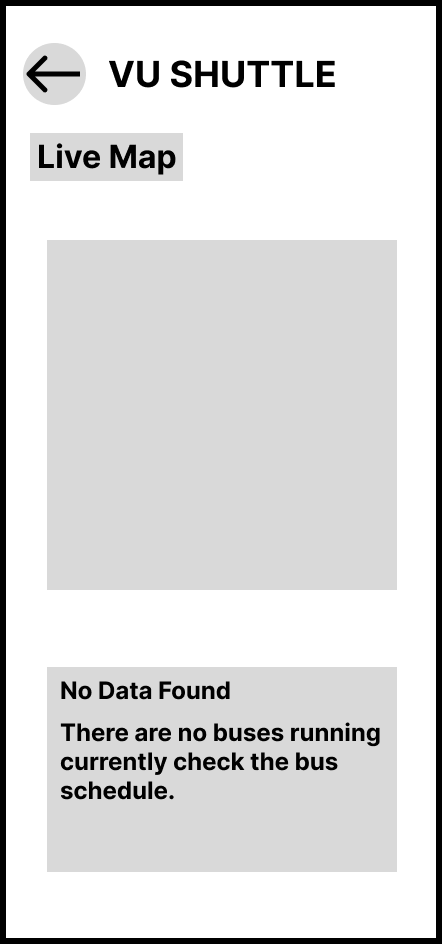 VU SHUTTLE
Live Map
No Data Found
There are no buses running
currently check the bus
schedule.